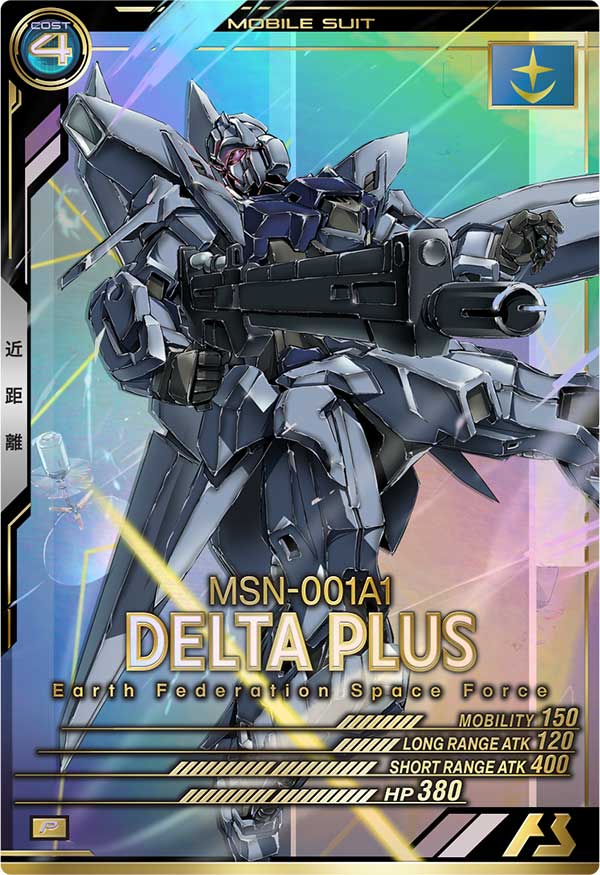 COST
4
MOBILE SUIT
近距離
MSN-001A1
DELTA PLUS
Earth Federation Space Force
MOBILITY 150
LONG RANGE ATK 120
SHORT RANGE ATK 400
HP 380
P